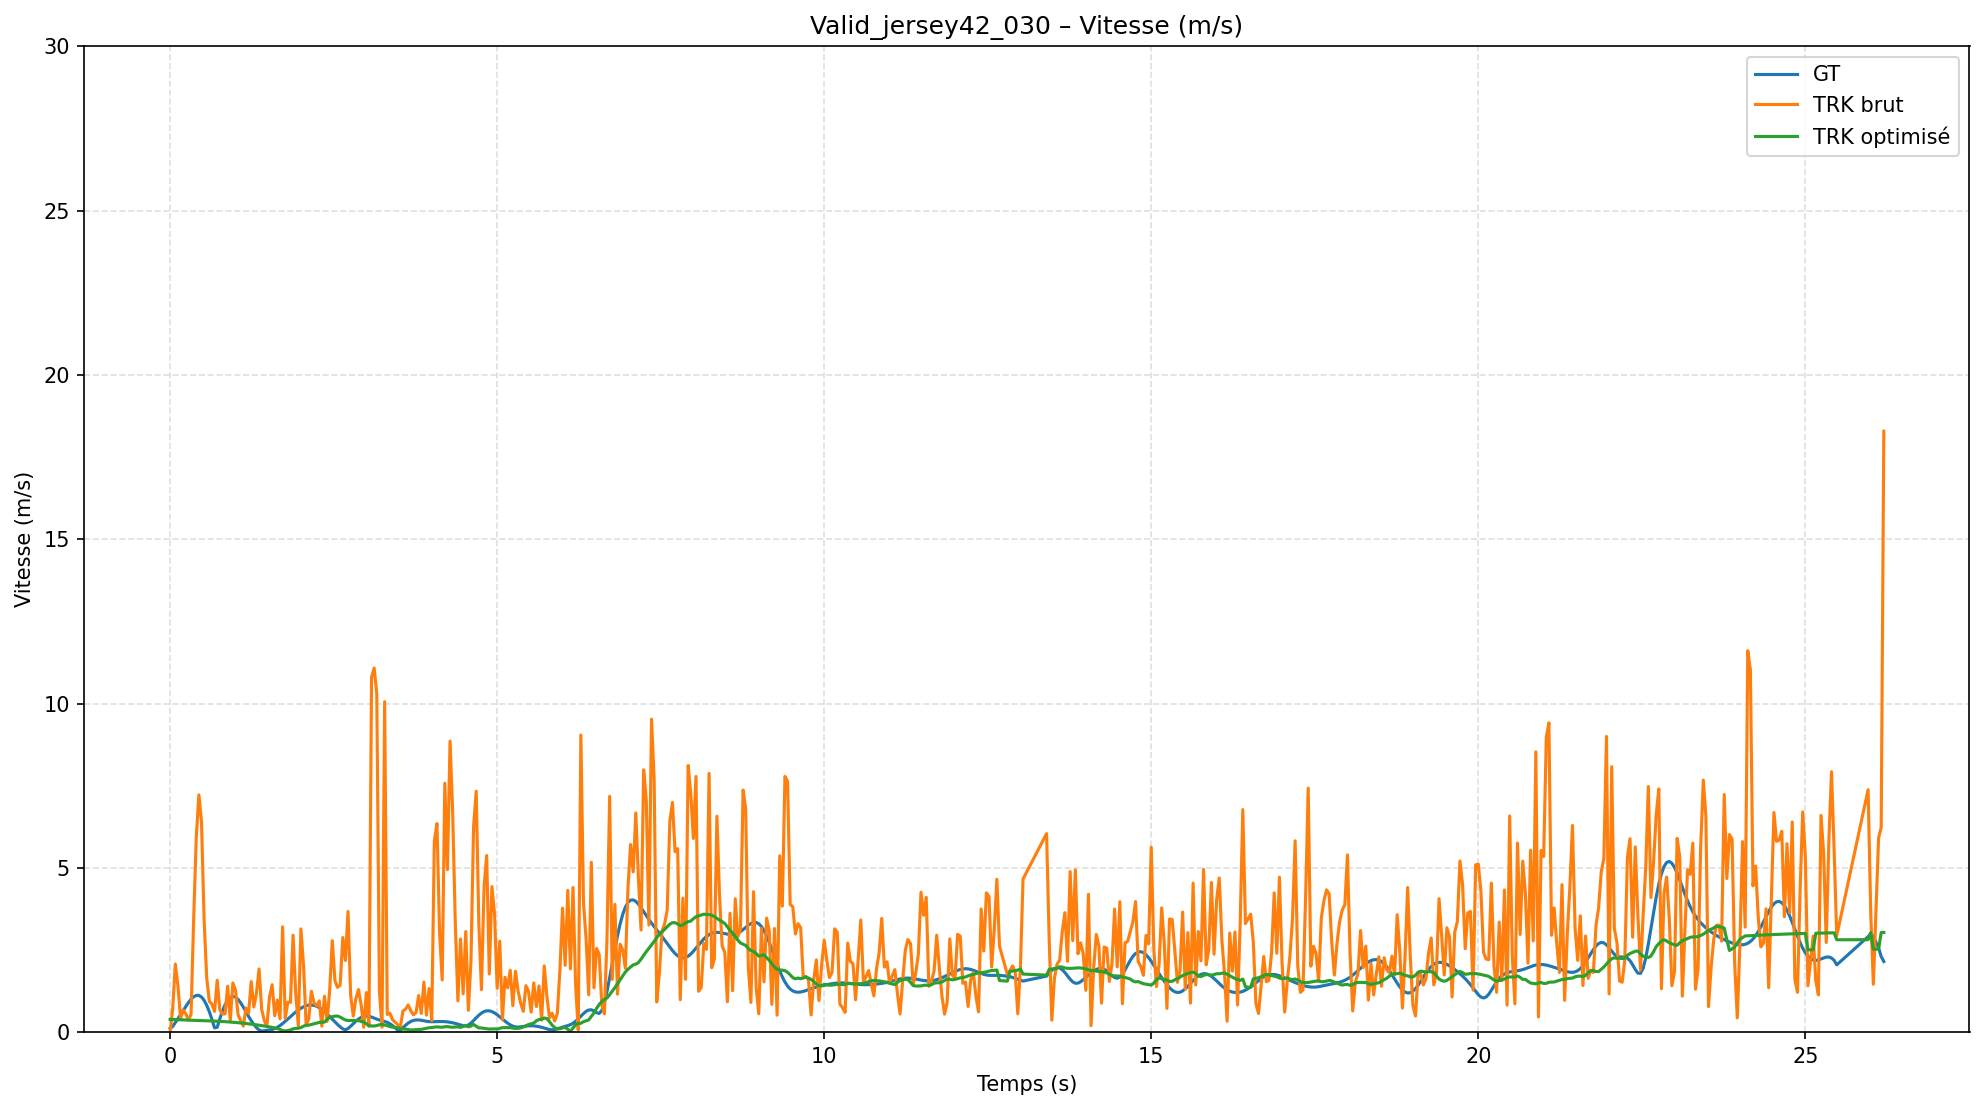 Valid_jersey42_030 – Vitesse (m/s)
30
25
20
15
10
5
0
Vitesse (m/s)
GT
TRK brut
TRK optimisé
0 5 10 15 20 25
Temps (s)